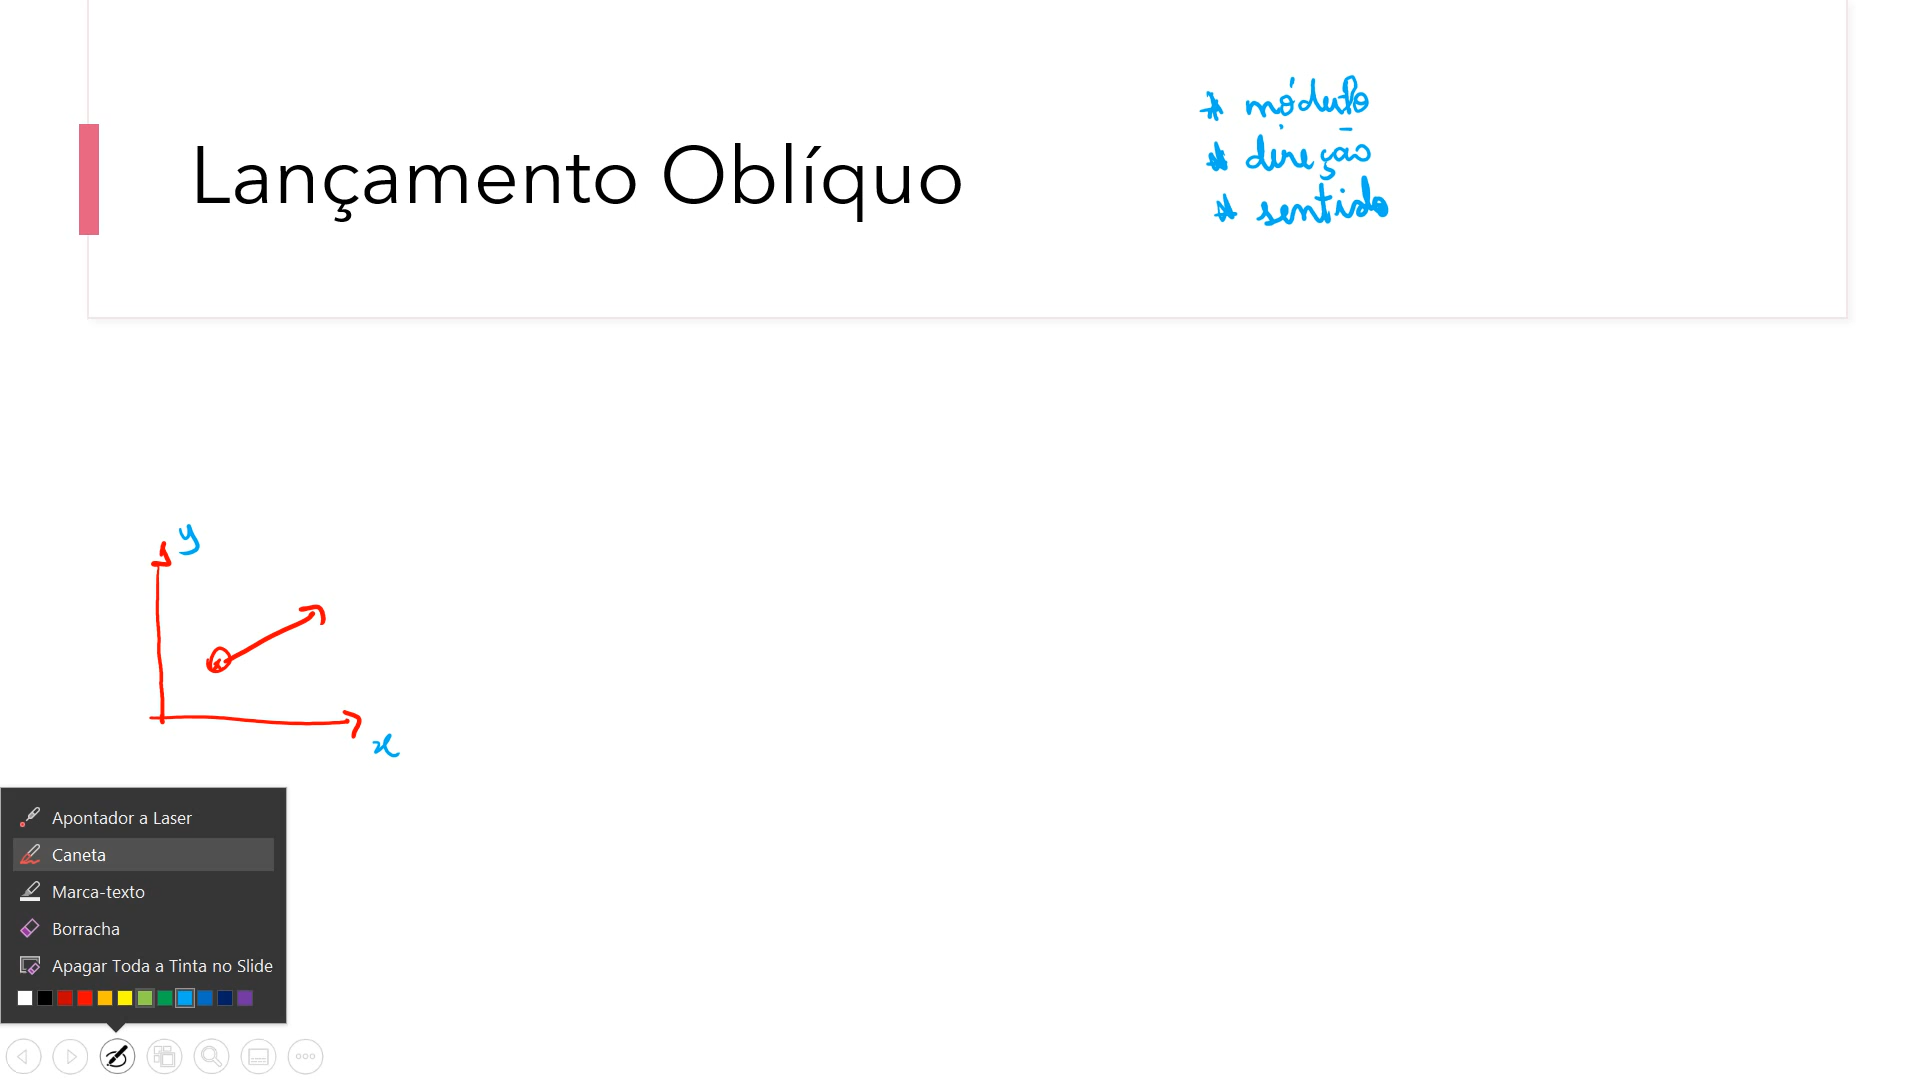 Lançamento Oblíquo
* módulo
* direção
* sentido
y
x
Apontador a Laser
Caneta
Marca-texto
Borracha
Apagar Toda a Tinta no Slide